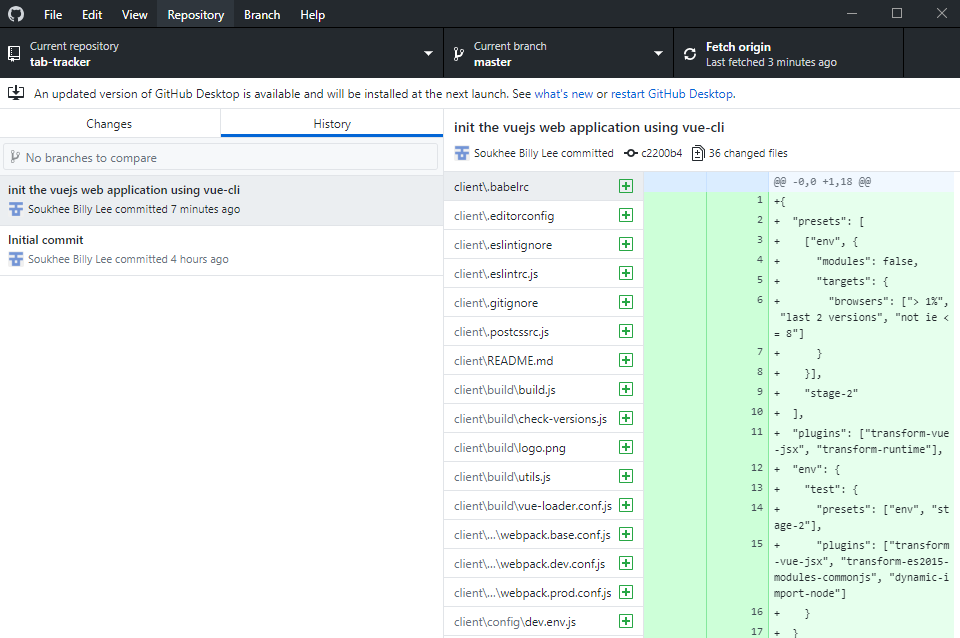 File Edit View Repository Branch Help
Current repository
tab-tracker
Current branch
master
Fetch origin
Last fetched 3 minutes ago
An updated version of GitHub Desktop is available and will be installed at the next launch. See what's new or restart GitHub Desktop.
Changes
History
No branches to compare
init the vuejs web application using vue-cli
Soukhee Billy Lee committed 7 minutes ago
Initial commit
Soukhee Billy Lee committed 4 hours ago
init the vuejs web application using vue-cli
Soukhee Billy Lee committed c2200b4 36 changed files
client\.babelrc
client\.editorconfig
client\.eslintignore
client\.eslintrc.js
client\.gitignore
client\.postcssrc.js
client\README.md
client\build\build.js
client\build\check-versions.js
client\build\logo.png
client\build\utils.js
client\build\vue-loader.conf.js
client\...\webpack.base.conf.js
client\...\webpack.dev.conf.js
client\...\webpack.prod.conf.js
client\config\dev.env.js
@@ -0,0 +1,18 @@
1 +{
2 + "presets": [
3 + ["env", {
4 + "modules": false,
5 + "targets": {
6 + "browsers": ["> 1%",
"last 2 versions", "not ie <
= 8"]
7 + }
8 + }],
9 + "stage-2"
10 + ],
11 + "plugins": ["transform-vue
-jsx", "transform-runtime"],
12 + "env": {
13 + "test": {
14 + "presets": ["env", "st
age-2"],
15 + "plugins": ["transform
-vue-jsx", "transform-es2015-
modules-commonjs", "dynamic-i
mport-node"]
16 + }
17 + }